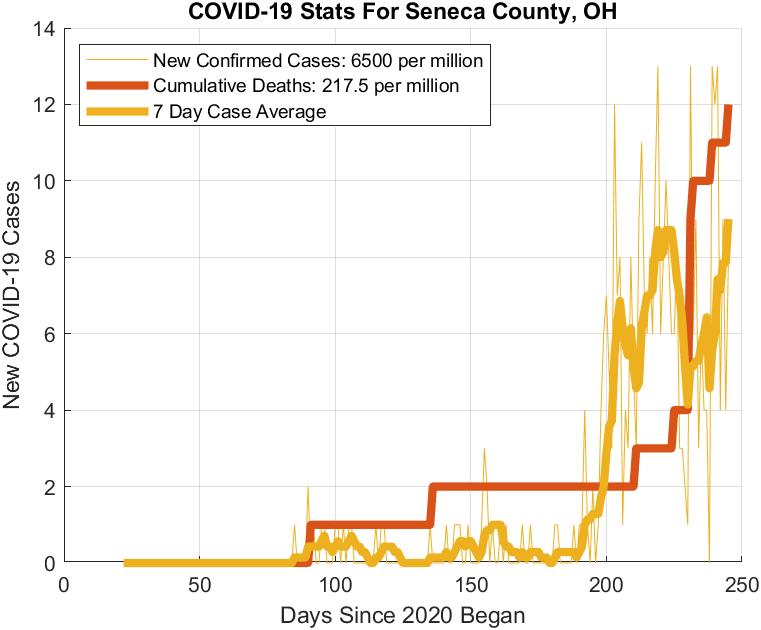 COVID-19 Stats For Seneca County, OH
New Confirmed Cases: 6500 per million
Cumulative Deaths: 217.5 per million
7 Day Case Average
New COVID-19 Cases
14
12
10
8
6
4
2
0
0 50 100 150 200 250
Days Since 2020 Began